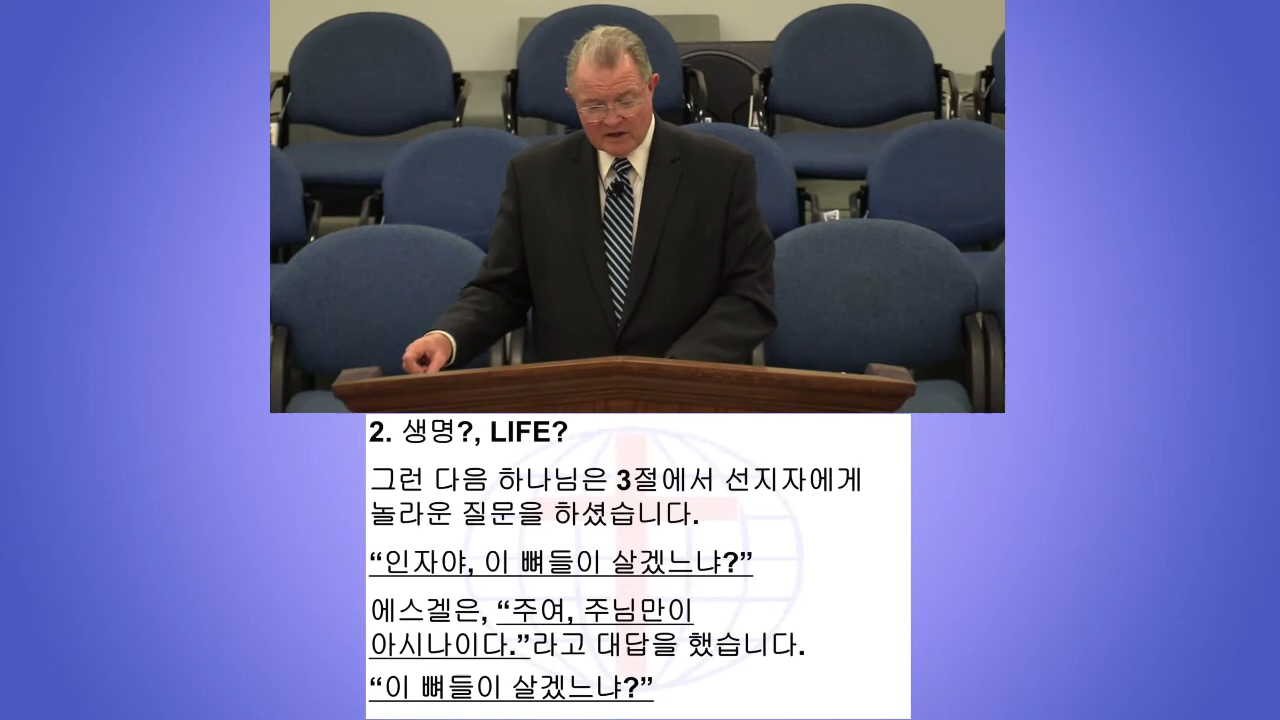 2. 생명?, LIFE?
그런 다음 하나님은 3절에서 선지자에게
놀라운 질문을 하셨습니다.
“인자야, 이 뼈들이 살겠느냐?”
에스겔은, “주여, 주님만이
아시나이다.”라고 대답을 했습니다.
“이 뼈들이 살겠느냐?”